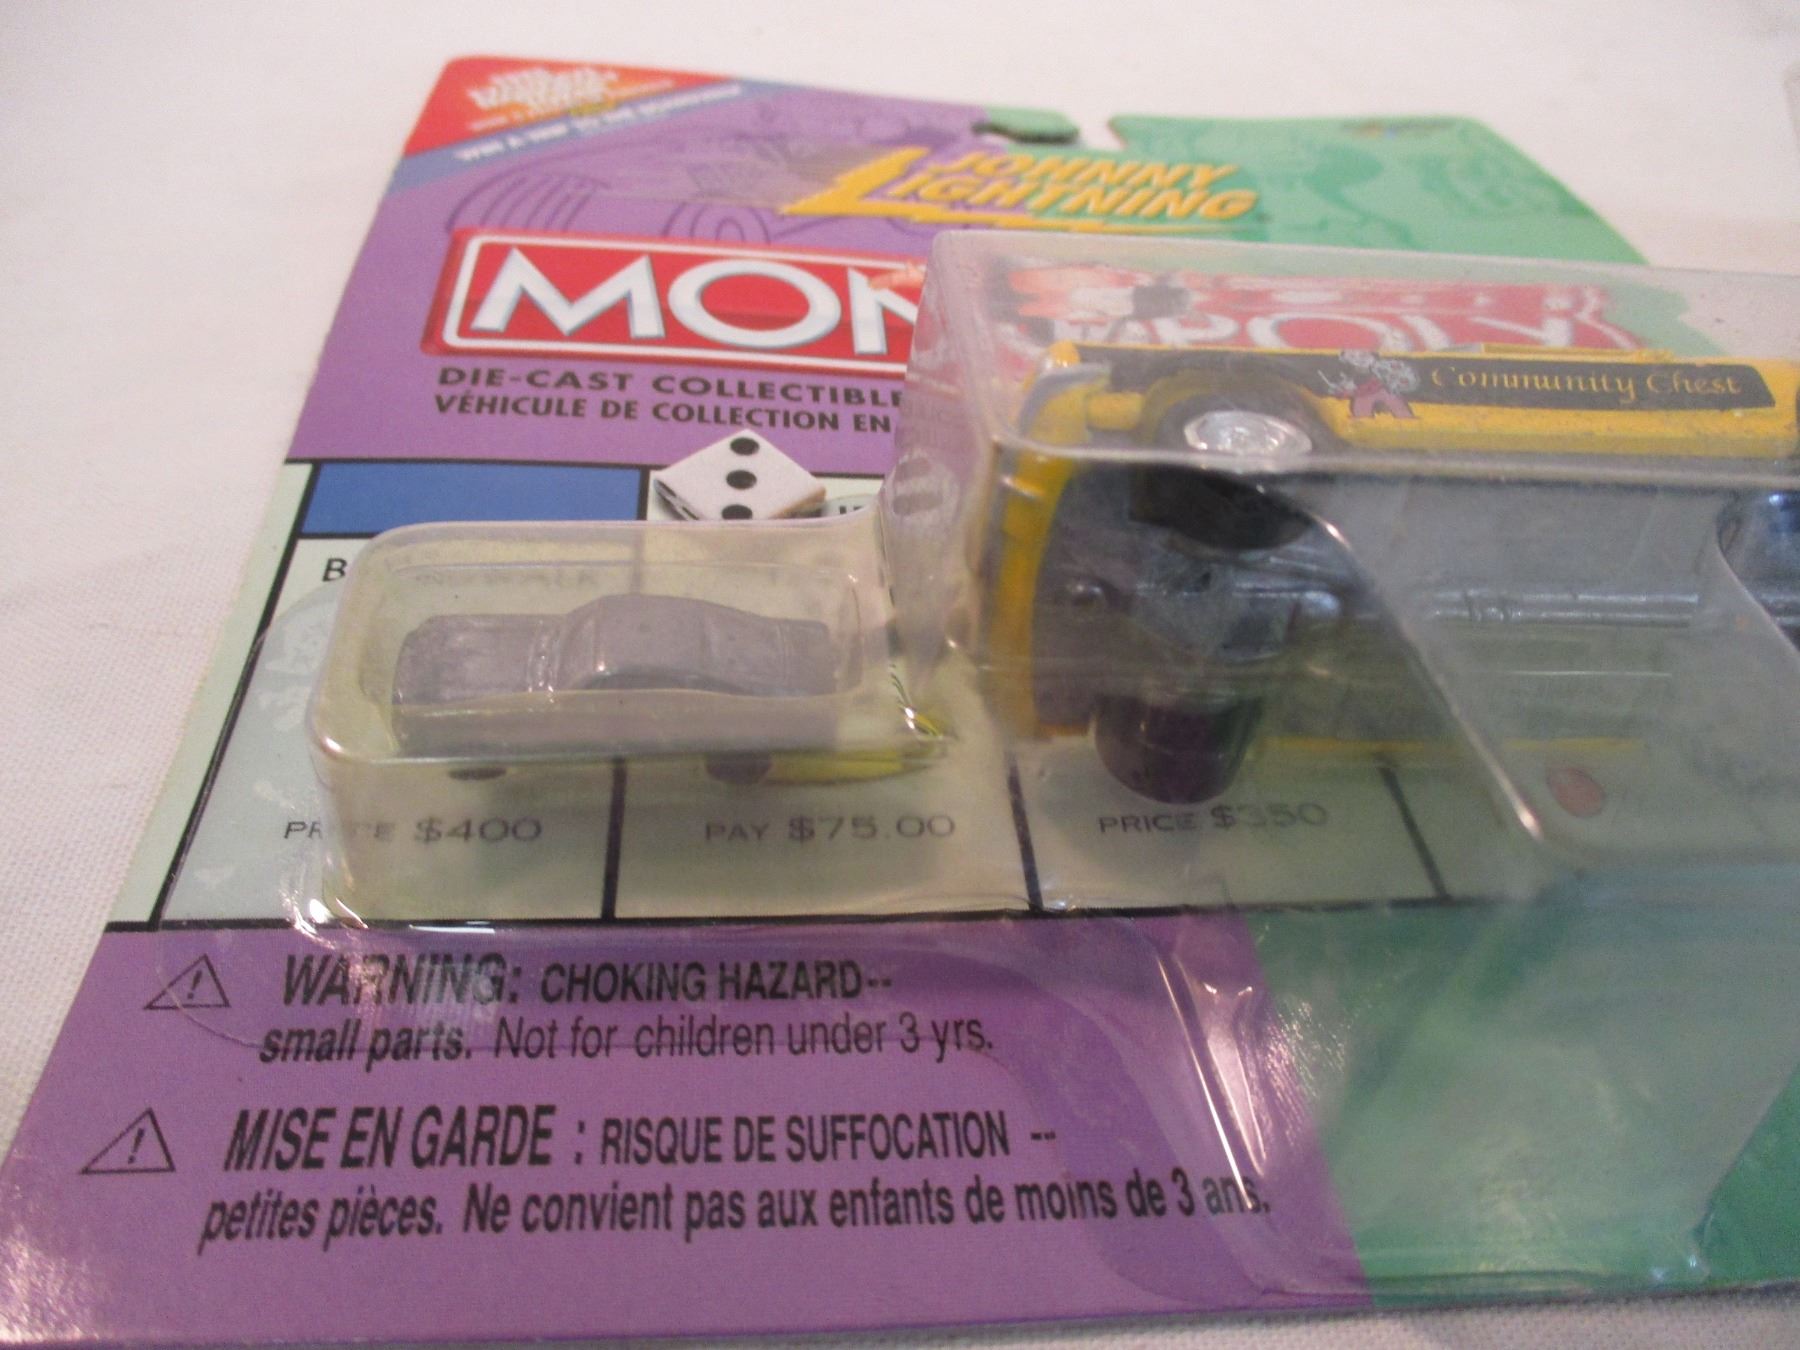 JOHNNY
LIGHTNING
MONOPOLY
DIE-CAST COLLECTIBLE
VÉHICULE DE COLLECTION EN
Community Chest
B
PRICE $400
PAY $75.00
PRICE $350
WARNING: CHOKING HAZARD--
small parts. Not for children under 3 yrs.
MISE EN GARDE : RISQUE DE SUFFOCATION --
petites pièces. Ne convient pas aux enfants de moins de 3 ans.